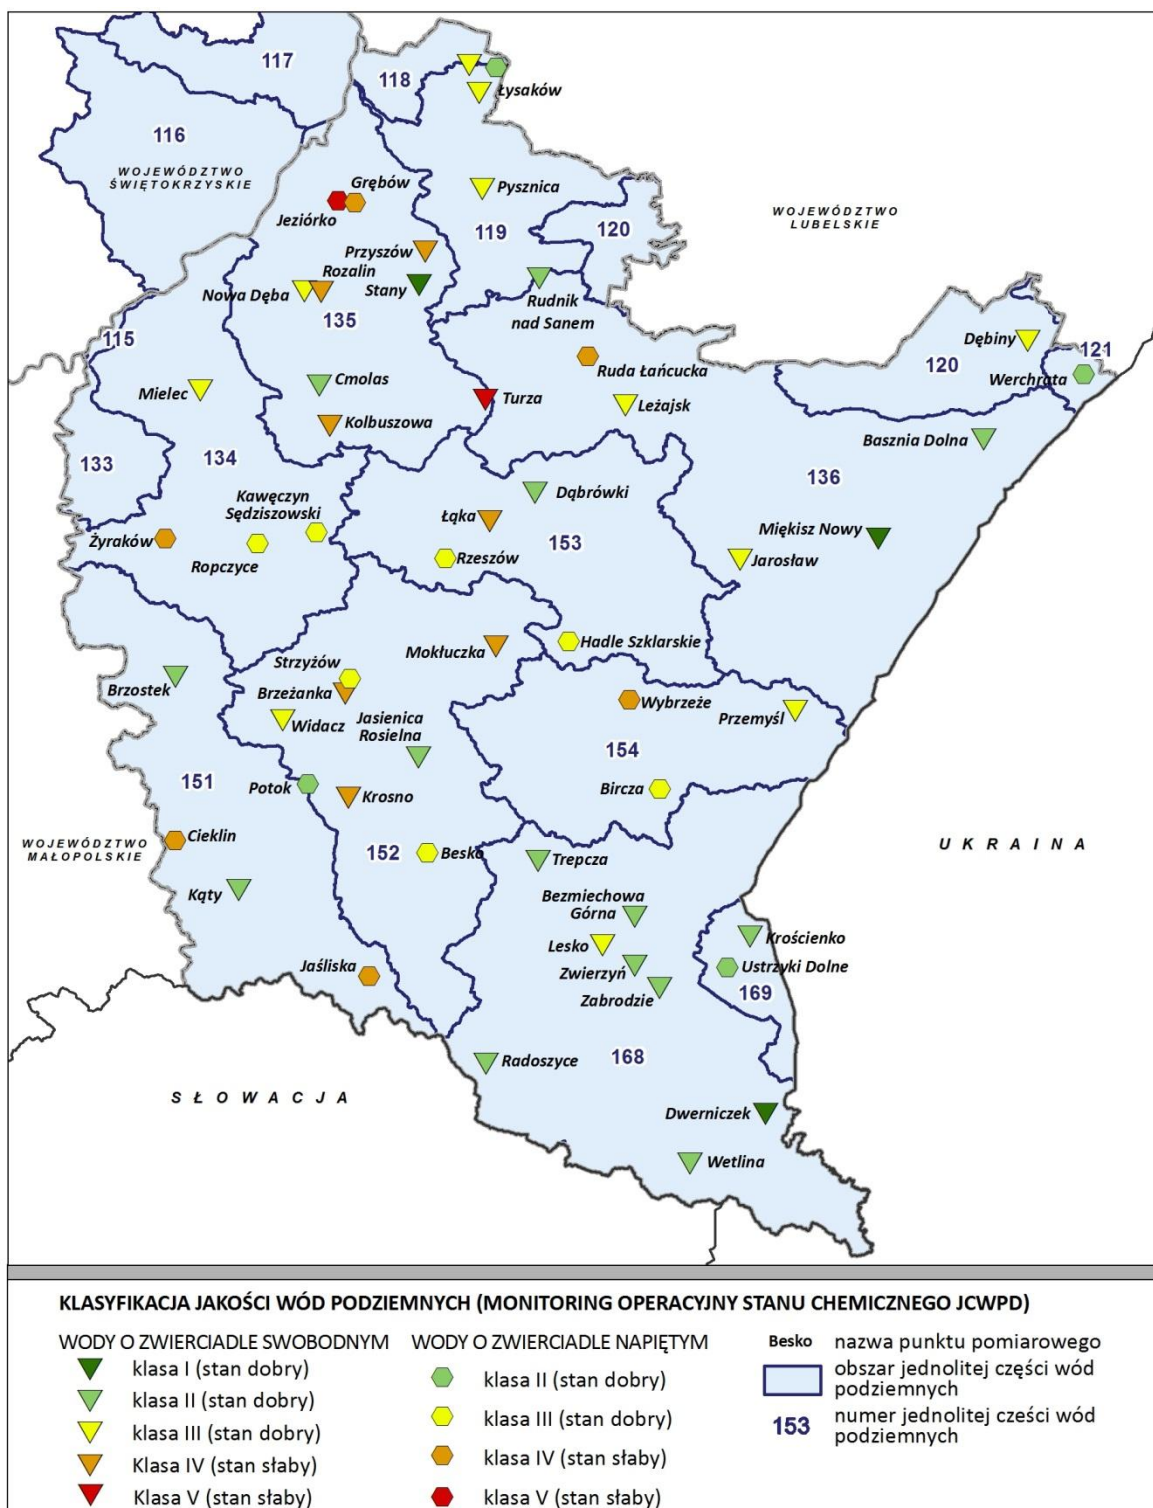 117
118
Łysaków
116
WOJEWÓDZTWO
ŚWIĘTOKRZYSKIE
Grębów
Jeziórko
Pysznica
WOJEWÓDZTWO
LUBELSKIE
119
120
Przyszów
Rozalin
Stany
Nowa Dęba
Rudnik
nad Sanem
135
115
Dębiny
121
120
Werchrata
Ruda Łańcucka
Mielec
Cmolas
Turza
Leżajsk
Kolbuszowa
Basznia Dolna
133
134
136
Kawęczyn
Sędziszowski
Dąbrówki
Łąka
Miękisz Nowy
Żyraków
Ropczyce
153
Rzeszów
Jarosław
Hadle Szklarskie
Mokłuczka
Strzyżów
Brzeżanka
Brzostek
Widacz
Jasienica
Rosielna
Wybrzeże
Przemyśl
154
151
Potok
Krosno
Bircza
Cieklin
WOJEWÓDZTWO
MAŁOPOLSKIE
152
Besko
Trepcza
UKRAINA
Kąty
Bezmiechowa
Górna
Krościenko
Lesko
Zwierzyń
Ustrzyki Dolne
Jaśliska
Zabrodzie
169
168
Radoszyce
SŁOWACJA
Dwerniczek
Wetlina
KLASYFIKACJA JAKOŚCI WÓD PODZIEMNYCH (MONITORING OPERACYJNY STANU CHEMICZNEGO JCWPD)
WODY O ZWIERCIADLE SWOBODNYM
klasa I (stan dobry)
klasa II (stan dobry)
klasa III (stan dobry)
Klasa IV (stan słaby)
Klasa V (stan słaby)
WODY O ZWIERCIADLE NAPIĘTYM
klasa II (stan dobry)
klasa III (stan dobry)
klasa IV (stan słaby)
klasa V (stan słaby)
Besko nazwa punktu pomiarowego
obszar jednolitej części wód
podziemnych
153 numer jednolitej cześci wód
podziemnych